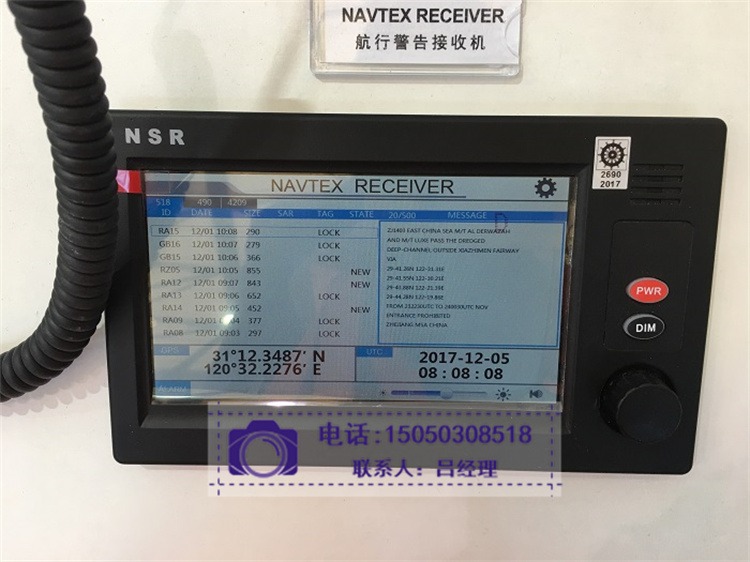 NAVTEX RECEIVER
航行警告接收机
NSR
2690
2017
NAVTEX RECEIVER
518 490 4209
ID DATE SIZE SAR TAG STATE 20/500 MESSAGE
RA15 12/01 10:08 290 LOCK
GB16 12/01 10:07 279 LOCK
GB15 12/01 10:06 366 LOCK
RZ05 12/01 10:05 855 NEW
RA12 12/01 09:07 843 NEW
RA13 12/01 09:06 652 LOCK
RA14 12/01 09:05 452 NEW
RA09 12/01 09:04 377 LOCK
RA08 12/01 09:03 297 LOCK
EAST CHINA SEA M/T AL DERWAZAH
AND M/T LUXE PASS THE DREDGED
DEEP-CHANNEL OUTSIDE XIAZHIMEN FAIRWAY
VIA
ENTRANCE PROHIBITED
ZHEJIANG MSA CHINA
GPS 31°12.3487' N
120°32.2276' E
UTC 2017-12-05
08:08:08
ALARM
PWR
DIM
电话:15050308518
联系人:吕经理